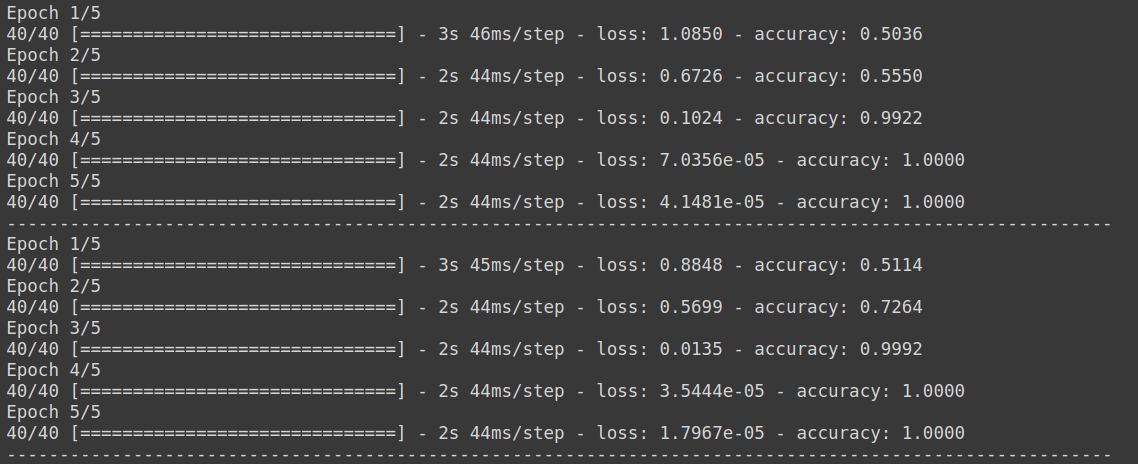 Epoch 1/5
40/40 [==============================] - 3s 46ms/step - loss: 1.0850 - accuracy: 0.5036
Epoch 2/5
40/40 [==============================] - 2s 44ms/step - loss: 0.6726 - accuracy: 0.5550
Epoch 3/5
40/40 [==============================] - 2s 44ms/step - loss: 0.1024 - accuracy: 0.9922
Epoch 4/5
40/40 [==============================] - 2s 44ms/step - loss: 7.0356e-05 - accuracy: 1.0000
Epoch 5/5
40/40 [==============================] - 2s 44ms/step - loss: 4.1481e-05 - accuracy: 1.0000
---------------------------------------------------------------------------------------------------------
Epoch 1/5
40/40 [==============================] - 3s 45ms/step - loss: 0.8848 - accuracy: 0.5114
Epoch 2/5
40/40 [==============================] - 2s 44ms/step - loss: 0.5699 - accuracy: 0.7264
Epoch 3/5
40/40 [==============================] - 2s 44ms/step - loss: 0.0135 - accuracy: 0.9992
Epoch 4/5
40/40 [==============================] - 2s 44ms/step - loss: 3.5444e-05 - accuracy: 1.0000
Epoch 5/5
40/40 [==============================] - 2s 44ms/step - loss: 1.7967e-05 - accuracy: 1.0000
---------------------------------------------------------------------------------------------------------